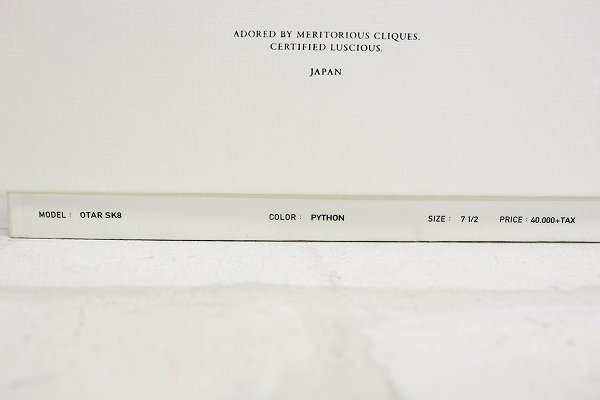 ADORED BY MERITORIOUS CLIQUES.
CERTIFIED LUSCIOUS.
JAPAN
MODEL : OTAR SK8 COLOR : PYTHON SIZE : 7 1/2 PRICE : 40.000+TAX